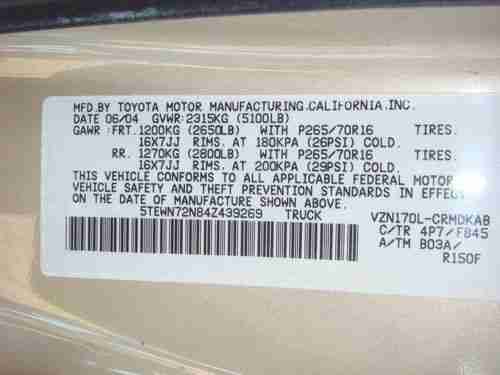 MFD.BY TOYOTA MOTOR MANUFACTURING,CALIFORNIA,INC.
DATE 06/04 GVWR:2315KG (5100LB)
GAWR:FRT.1200KG (2650LB) WITH P265/70R16 TIRES.
16X7JJ RIMS. AT 180KPA (26PSI) COLD.
RR. 1270KG (2800LB) WITH P265/70R16 TIRES.
16X7JJ RIMS. AT 200KPA (29PSI) COLD.
THIS VEHICLE CONFORMS TO ALL APPLICABLE FEDERAL MOTOR
VEHICLE SAFETY AND THEFT PREVENTION STANDARDS IN EFFECT
ON THE DATE OF MANUFACTURE SHOWN ABOVE.
5TEWN72N84Z439269 TRUCK VZN170L-CRMDKAB
C/TR 4P7/F845
A/TM B03A/
R150F